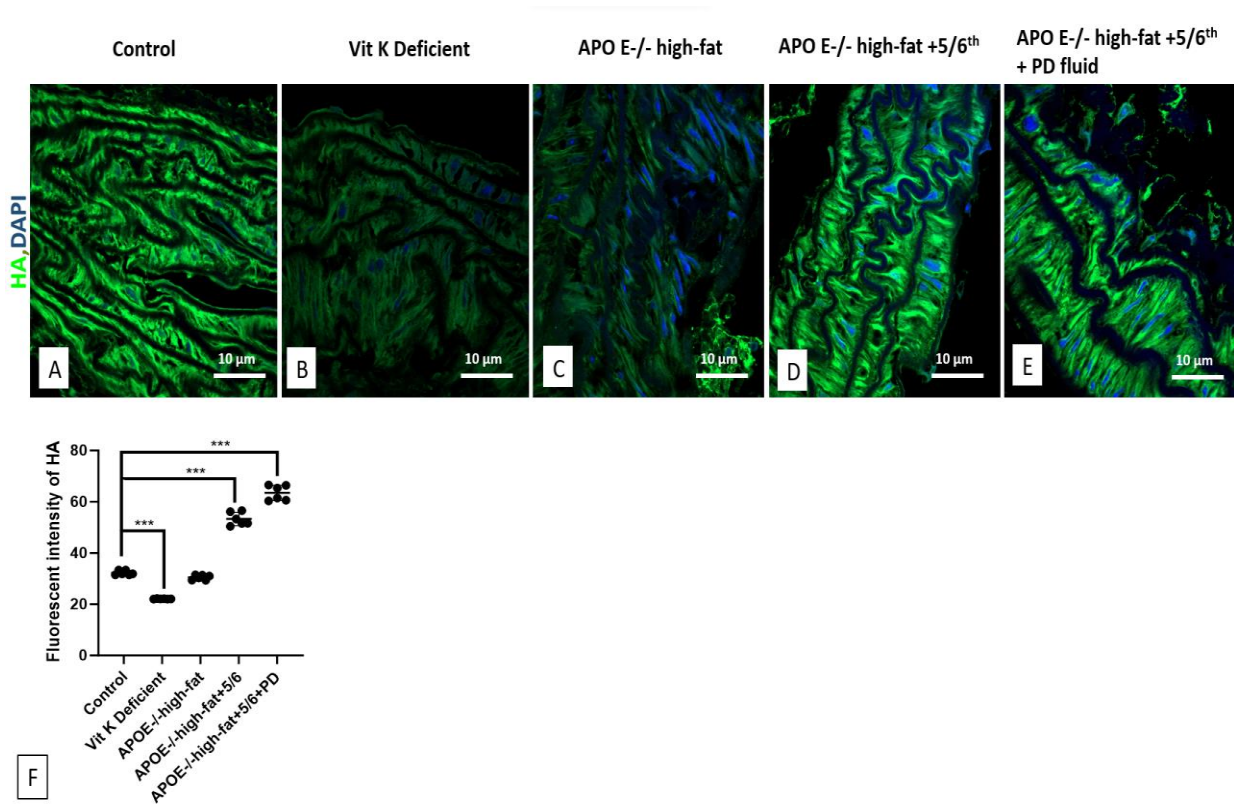 Control
Vit K Deficient
APO E-/- high-fat
APO E-/- high-fat +5/6th
APO E-/- high-fat +5/6th
+ PD fluid
HA,DAPI
A
10 μm
B
10 μm
C
10 μm
D
10 μm
E
10 μm
Fluorescent intensity of HA
80
60
40
20
0
***
***
***
Control
Vit K Deficient
APOE-/-high-fat
APOE-/-high-fat+5/6
APOE-/-high-fat+5/6+PD
F